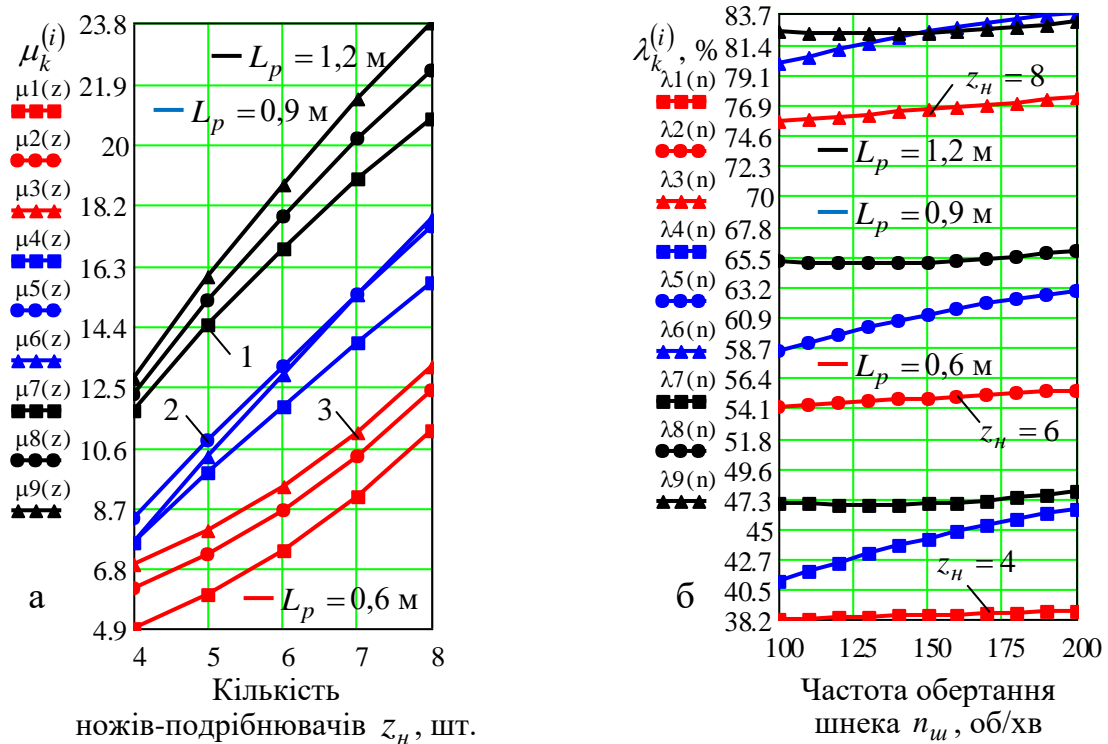 μ_k^(i)
μ1(z)
μ2(z)
μ3(z)
μ4(z)
μ5(z)
μ6(z)
μ7(z)
μ8(z)
μ9(z)
23.8
21.9
20
18.2
16.3
14.4
12.5
10.6
8.7
6.8
4.9
L_p = 1,2 м
L_p = 0,9 м
1
2
3
L_p = 0,6 м
4 5 6 7 8
а
Кількість
ножів-подрібнювачів z_н, шт.
λ_k^(i), %
λ1(n)
λ2(n)
λ3(n)
λ4(n)
λ5(n)
λ6(n)
λ7(n)
λ8(n)
λ9(n)
83.7
81.4
79.1
76.9
74.6
72.3
70
67.8
65.5
63.2
60.9
58.7
56.4
54.1
51.8
49.6
47.3
45
42.7
40.5
38.2
z_н = 8
L_p = 1,2 м
L_p = 0,9 м
L_p = 0,6 м
z_н = 6
z_н = 4
100 125 150 175 200
б
Частота обертання
шнека n_ш, об/хв